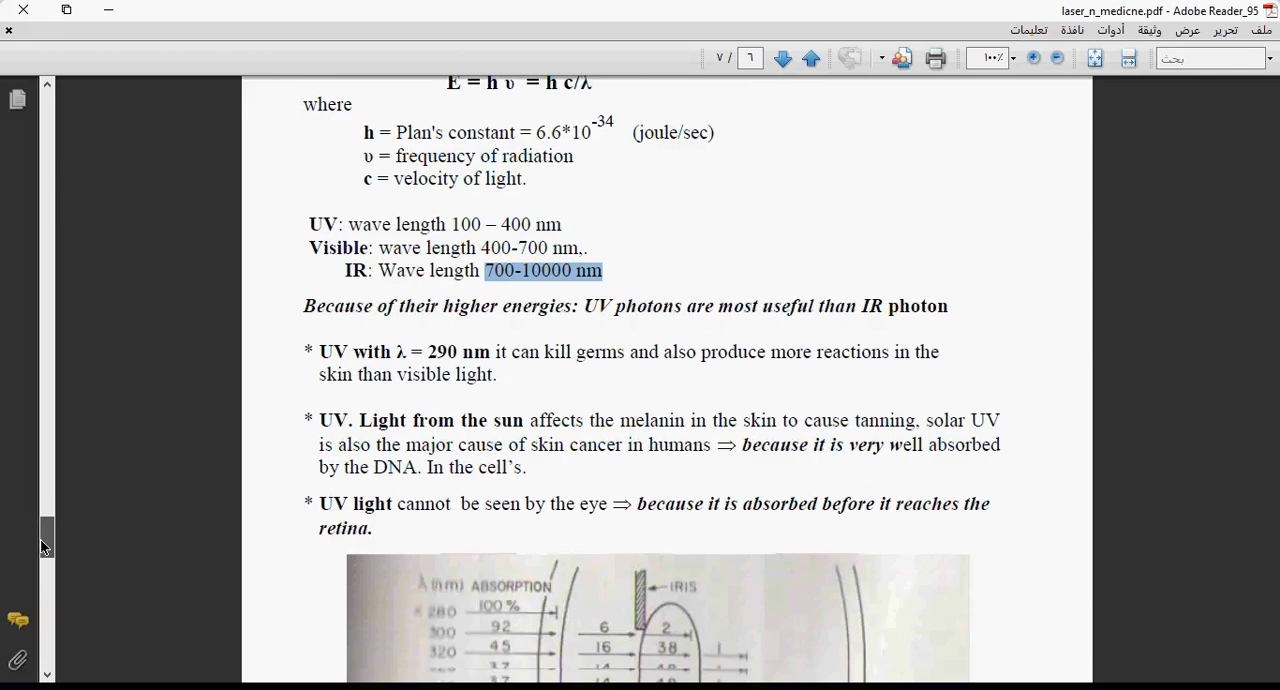 laser_n_medicne.pdf - Adobe Reader_95
ملف تحرير عرض وثيقة أدوات نافذة تعليمات
٧ / ٦ ١٠٠٪ بحث
E = h υ = h c/λ
where
h = Plan's constant = 6.6*10-34 (joule/sec)
υ = frequency of radiation
c = velocity of light.
UV: wave length 100 – 400 nm
Visible: wave length 400-700 nm,.
IR: Wave length 700-10000 nm
Because of their higher energies: UV photons are most useful than IR photon
* UV with λ = 290 nm it can kill germs and also produce more reactions in the
skin than visible light.
* UV. Light from the sun affects the melanin in the skin to cause tanning, solar UV
is also the major cause of skin cancer in humans ⇒ because it is very well absorbed
by the DNA. In the cell's.
* UV light cannot be seen by the eye ⇒ because it is absorbed before it reaches the
retina.
λ (nm) ABSORPTION IRIS
280 100 %
300 92 6 2
320 45 16 38 1
37 14 48